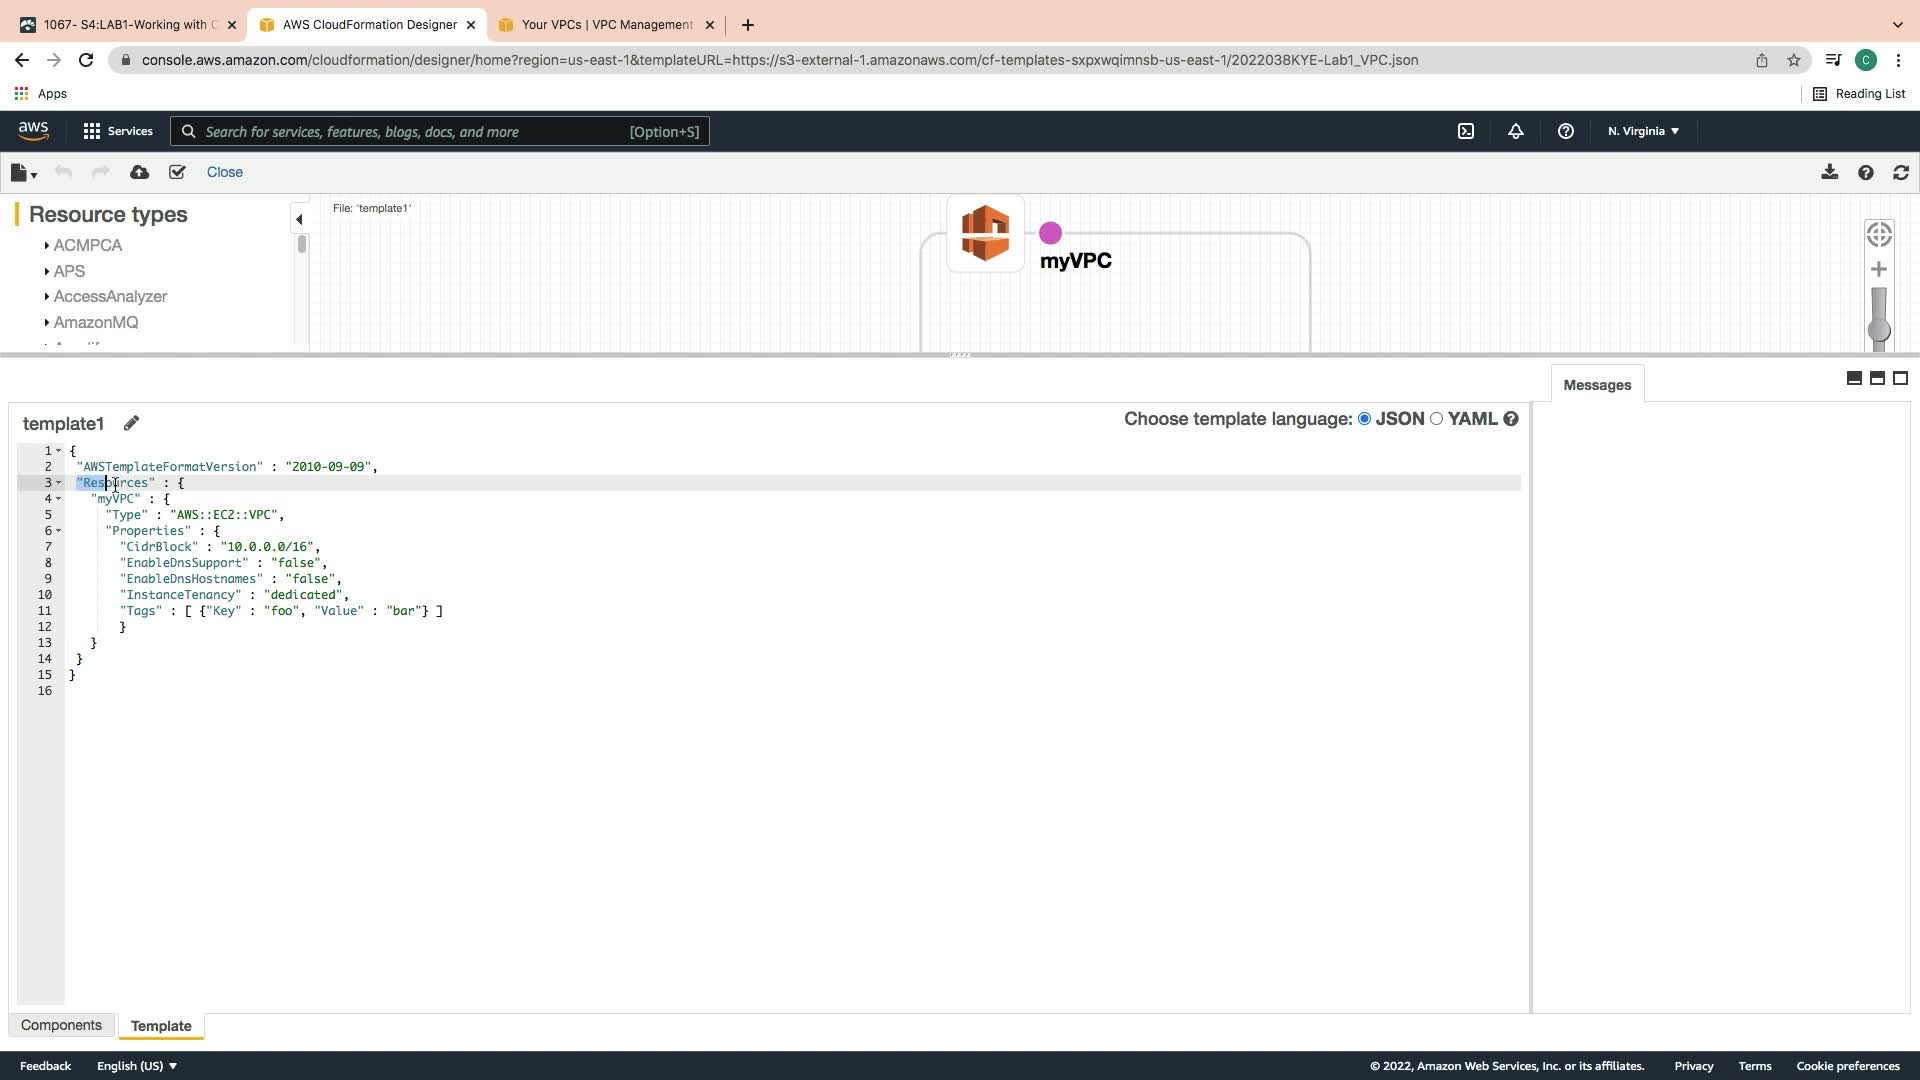 1067- S4:LAB1-Working with C
AWS CloudFormation Designer
Your VPCs | VPC Management
console.aws.amazon.com/cloudformation/designer/home?region=us-east-1&templateURL=https://s3-external-1.amazonaws.com/cf-templates-sxpxwqimnsb-us-east-1/2022038KYE-Lab1_VPC.json
C
Apps
Reading List
aws
Services
Search for services, features, blogs, docs, and more
[Option+S]
N. Virginia
Close
Resource types
ACMPCA
APS
AccessAnalyzer
AmazonMQ
File: 'template1'
myVPC
Messages
template1
Choose template language: JSON YAML
1 {
2 "AWSTemplateFormatVersion" : "2010-09-09",
3 "Resources" : {
4 "myVPC" : {
5 "Type" : "AWS::EC2::VPC",
6 "Properties" : {
7 "CidrBlock" : "10.0.0.0/16",
8 "EnableDnsSupport" : "false",
9 "EnableDnsHostnames" : "false",
10 "InstanceTenancy" : "dedicated",
11 "Tags" : [ {"Key" : "foo", "Value" : "bar"} ]
12 }
13 }
14 }
15 }
16
Components
Template
Feedback
English (US)
© 2022, Amazon Web Services, Inc. or its affiliates.
Privacy
Terms
Cookie preferences